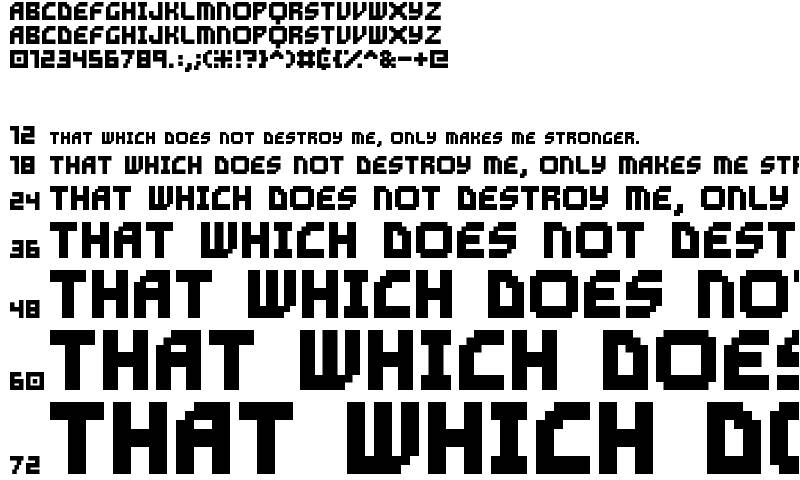 ABCDEFGHIJKLMNOPQRSTUVWXYZ
ABCDEFGHIJKLMNOPQRSTUVWXYZ
0123456789.:,;(*!?}^)#₵{%^&-+@
12 THAT WHICH DOES NOT DESTROY ME, ONLY MAKES ME STRONGER.
18 THAT WHICH DOES NOT DESTROY ME, ONLY MAKES ME STR
24 THAT WHICH DOES NOT DESTROY ME, ONLY
36 THAT WHICH DOES NOT DEST
48 THAT WHICH DOES NO
60 THAT WHICH DOES
72 THAT WHICH DO